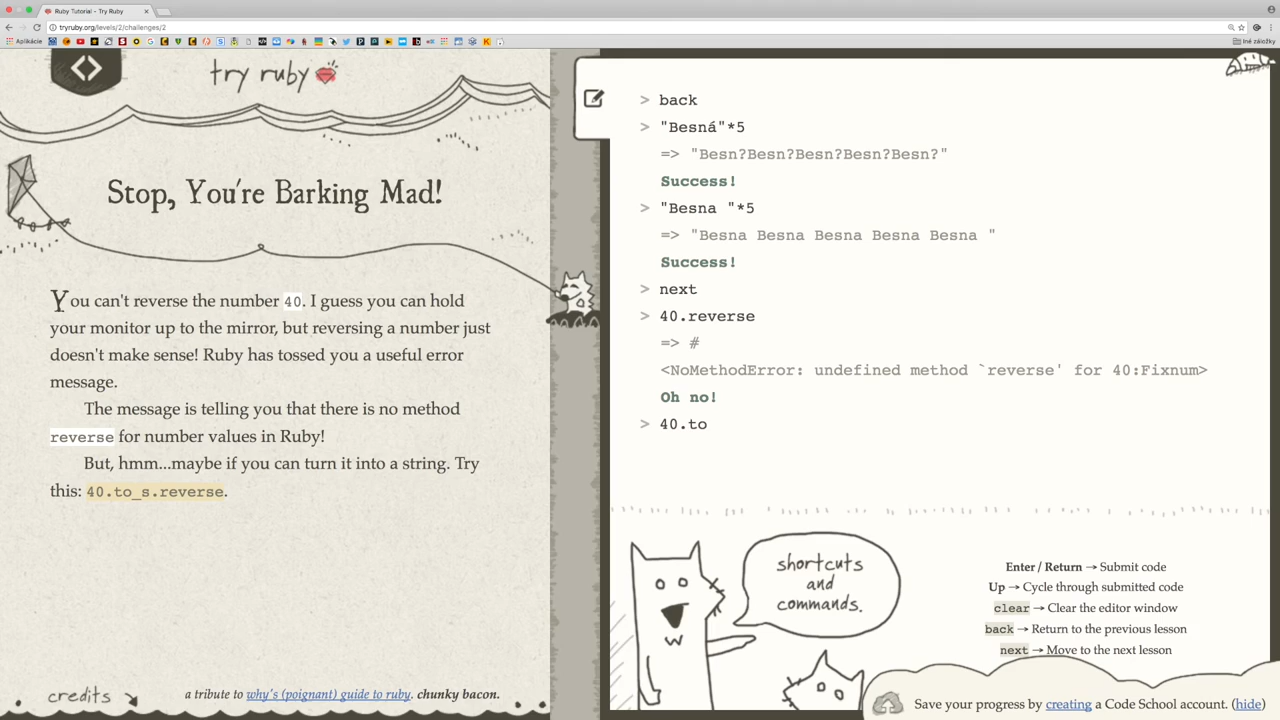 Ruby Tutorial - Try Ruby
tryruby.org/levels/2/challenges/2
Aplikácie
Iné záložky
try ruby
Stop, You're Barking Mad!
You can't reverse the number 40. I guess you can hold
your monitor up to the mirror, but reversing a number just
doesn't make sense! Ruby has tossed you a useful error
message.
The message is telling you that there is no method
reverse for number values in Ruby!
But, hmm...maybe if you can turn it into a string. Try
this: 40.to_s.reverse.
credits
a tribute to why's (poignant) guide to ruby. chunky bacon.
> back
> "Besná"*5
=> "Besn?Besn?Besn?Besn?Besn?"
Success!
> "Besna "*5
=> "Besna Besna Besna Besna Besna "
Success!
> next
> 40.reverse
=> #
<NoMethodError: undefined method `reverse' for 40:Fixnum>
Oh no!
> 40.to
shortcuts
and
commands.
Enter / Return → Submit code
Up → Cycle through submitted code
clear → Clear the editor window
back → Return to the previous lesson
next → Move to the next lesson
Save your progress by creating a Code School account. (hide)